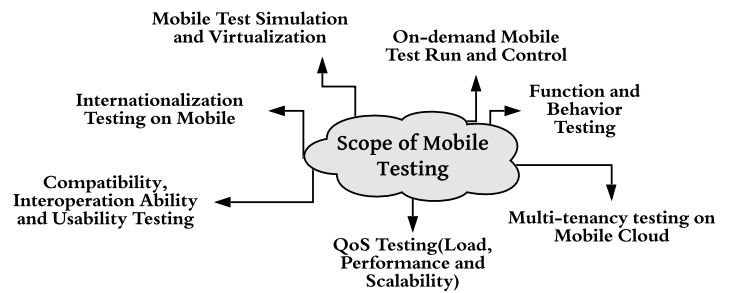 Mobile Test Simulation
and Virtualization
On-demand Mobile
Test Run and Control
Internationalization
Testing on Mobile
Function and
Behavior
Testing
Scope of Mobile
Testing
Compatibility,
Interoperation Ability
and Usability Testing
Multi-tenancy testing on
Mobile Cloud
QoS Testing(Load,
Performance and
Scalability)